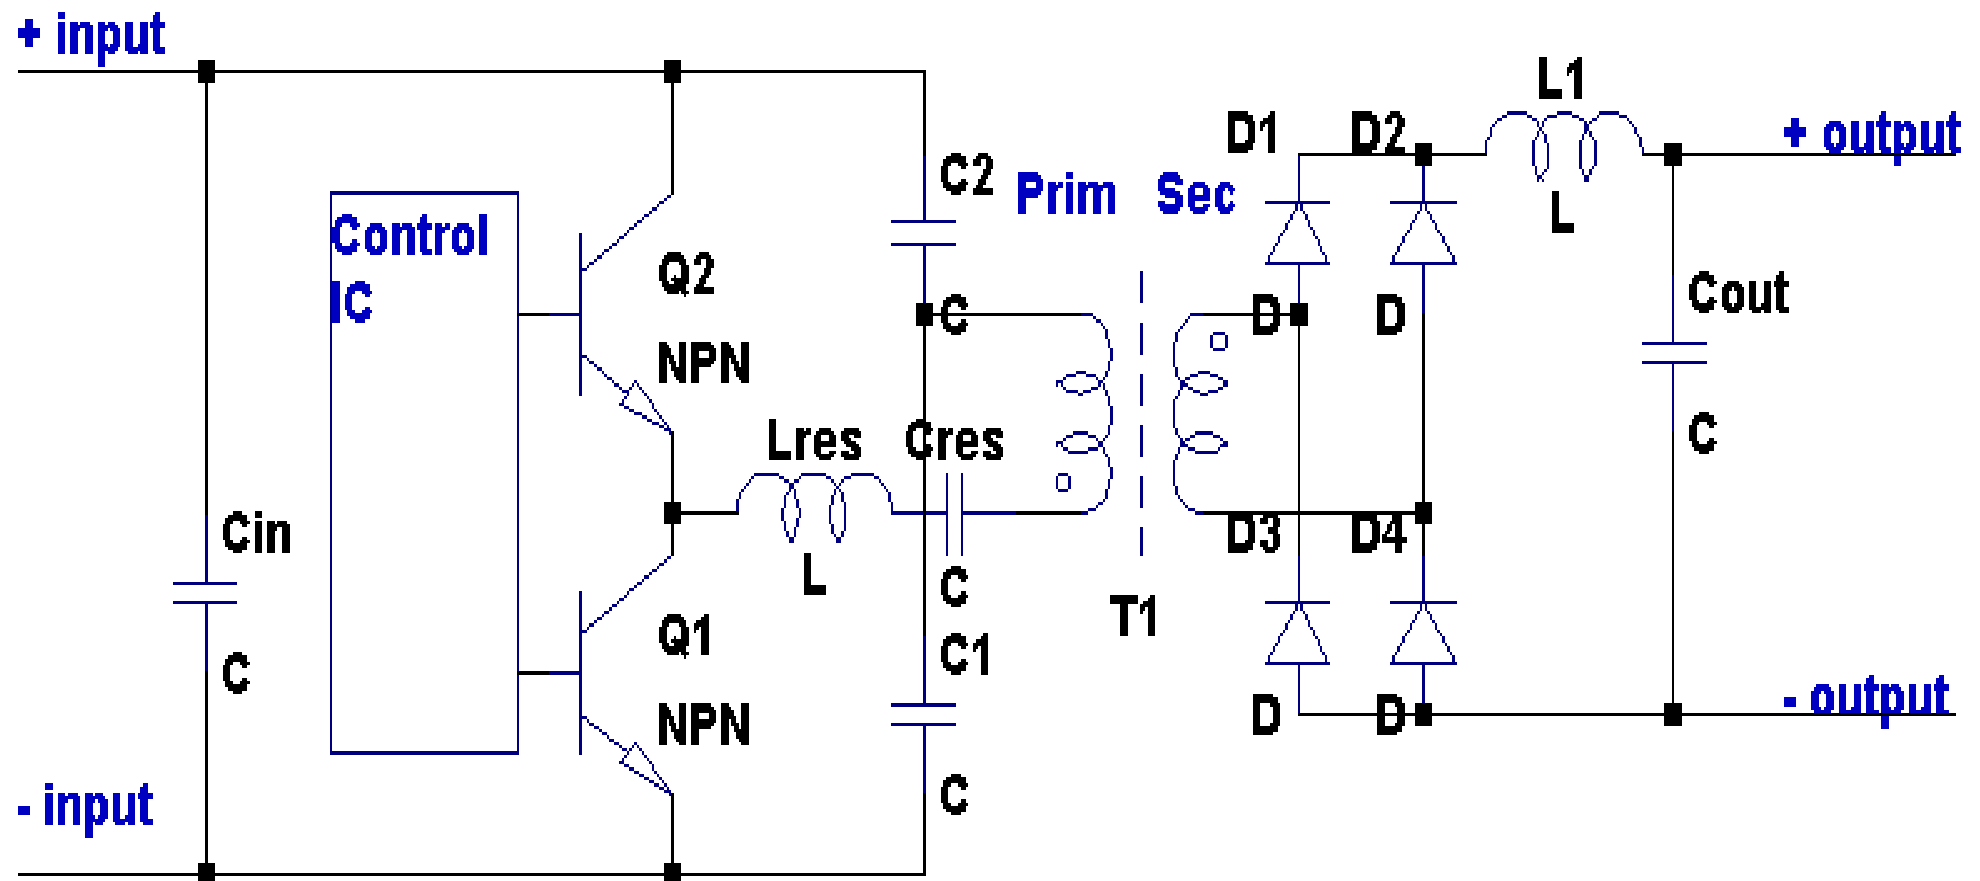 + input
L1
D1
D2
+ output
C2
Prim
Sec
L
Control
IC
Q2
Cout
C
D
D
NPN
C
Lres
Cres
Cin
D3
D4
L
C
T1
Q1
C1
C
NPN
D
D
- output
C
- input